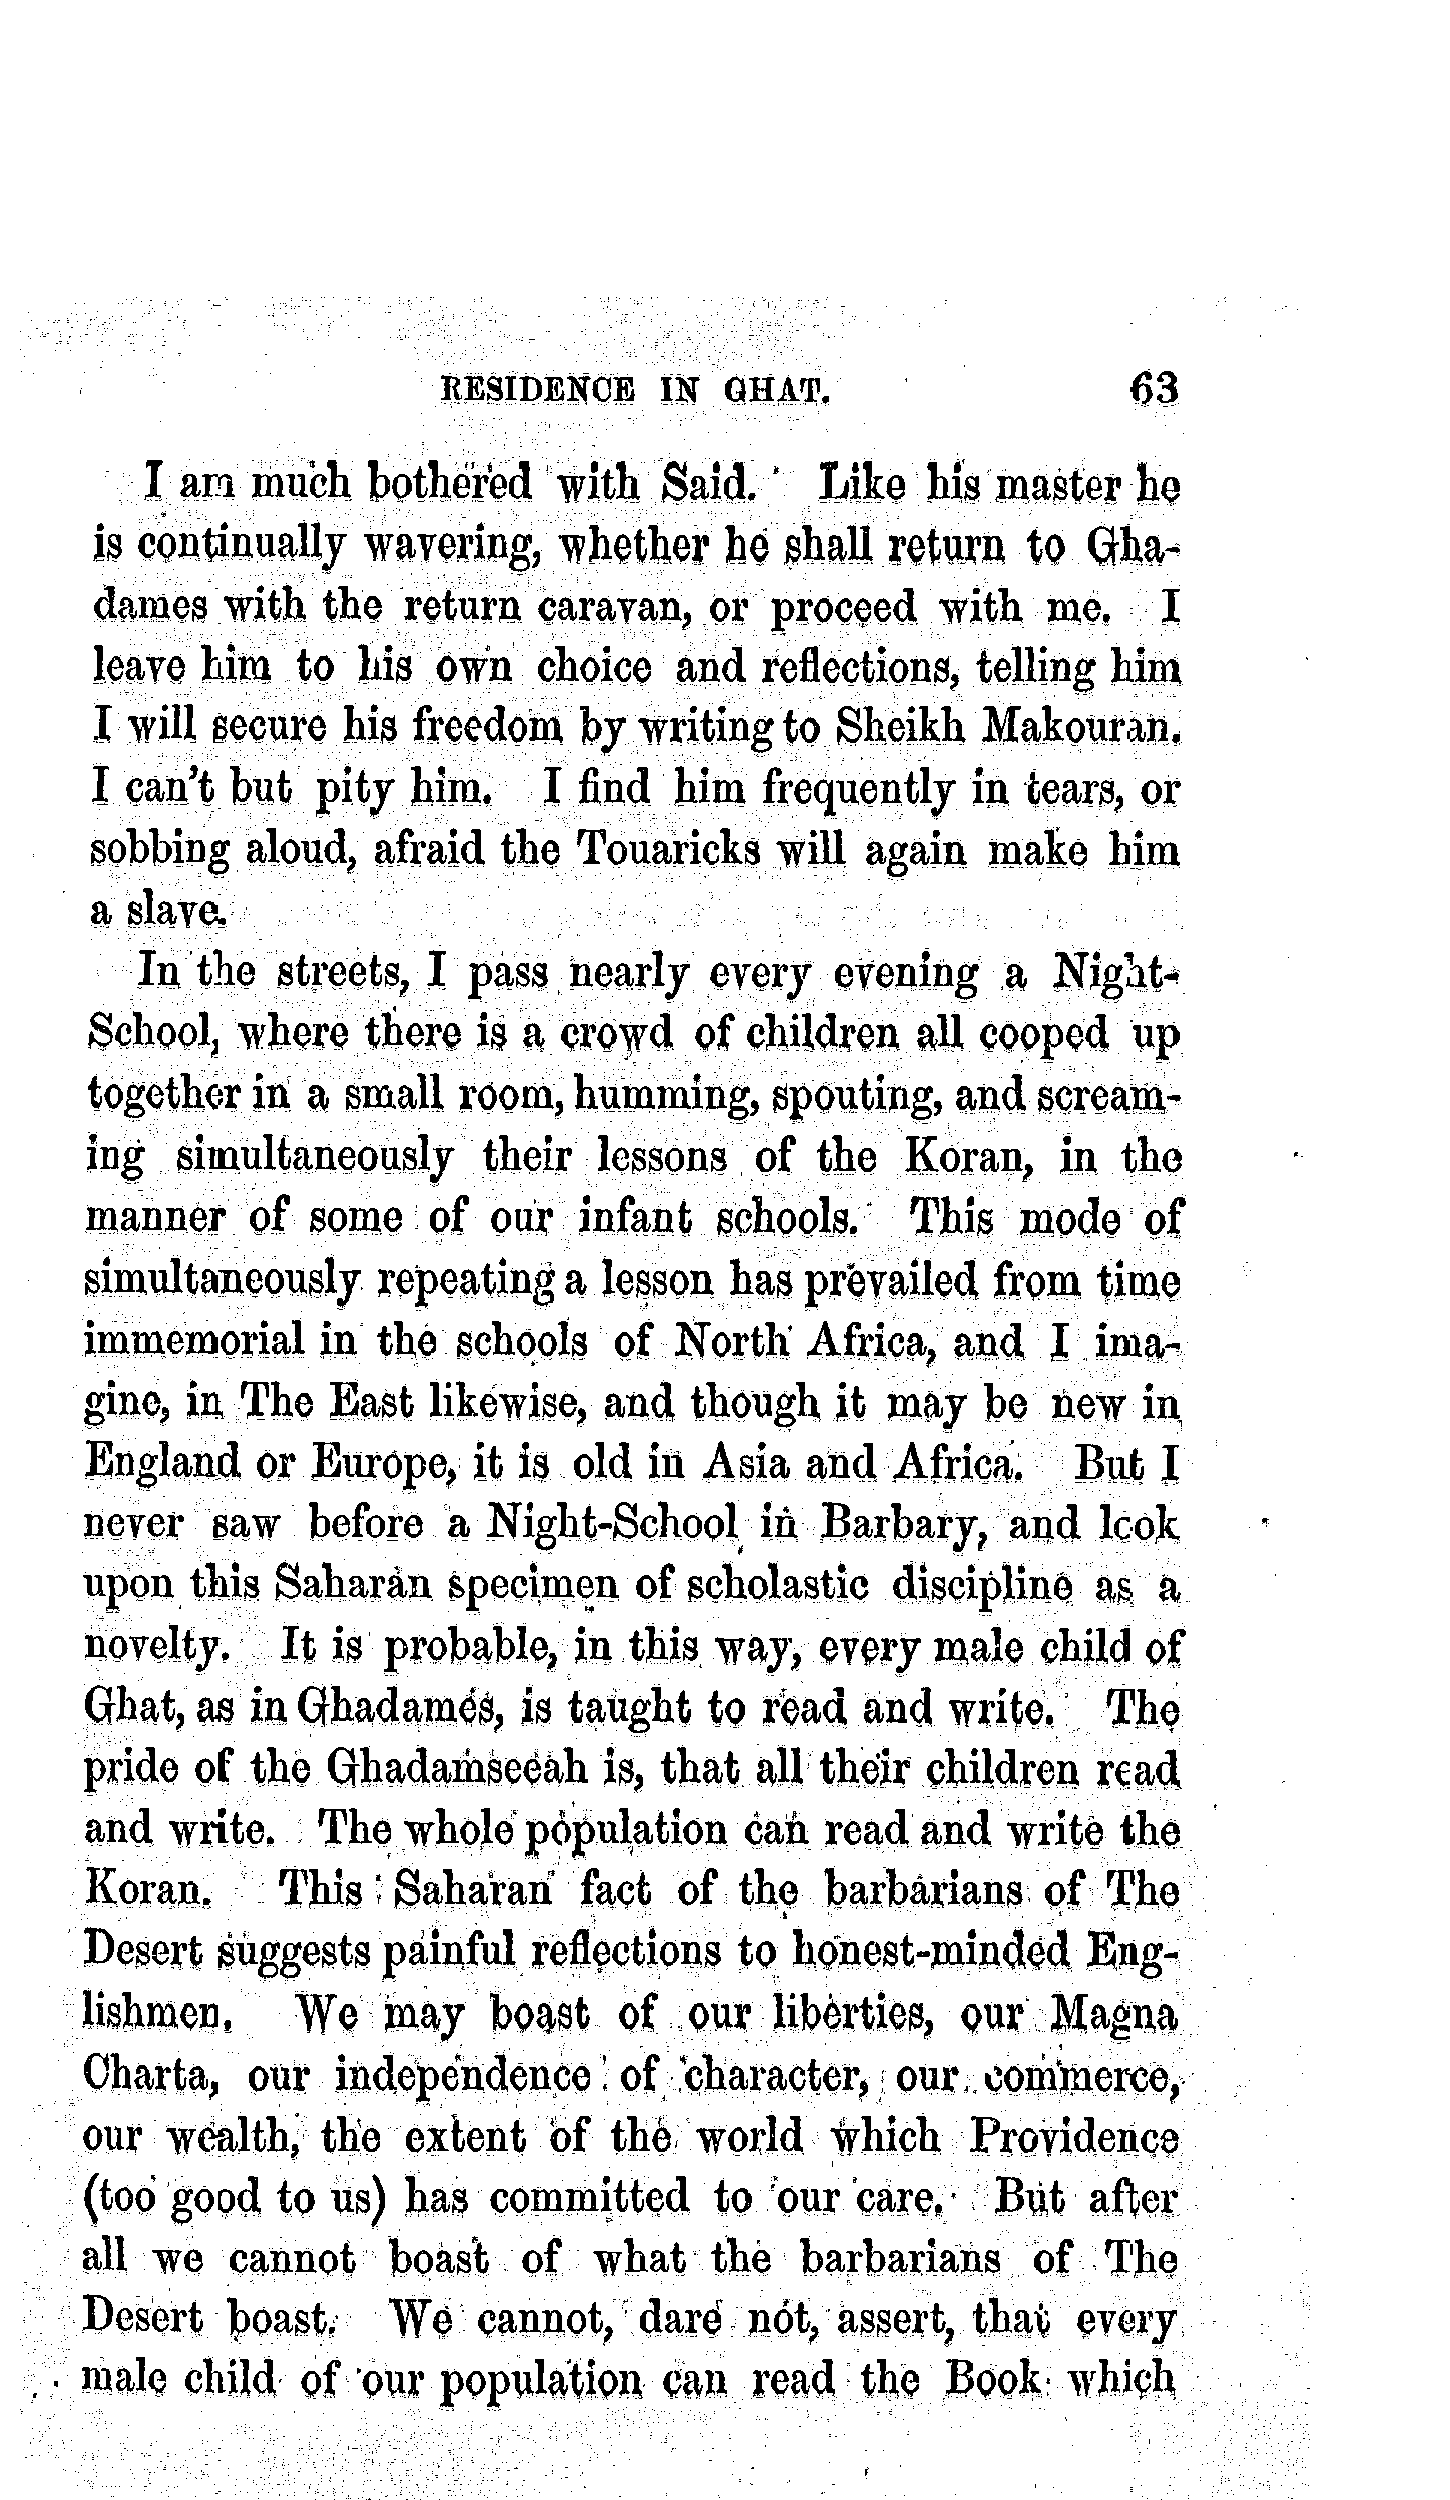 RESIDENCE IN GHAT. 63
I am much bothered with Said. Like his master he
is continually wavering, whether he shall return to Gha-
dames with the return caravan, or proceed with me. I
leave him to his own choice and reflections, telling him
I will secure his freedom by writing to Sheikh Makouran.
I can't but pity him. I find him frequently in tears, or
sobbing aloud, afraid the Touaricks will again make him
a slave.
In the streets, I pass nearly every evening a Night-
School, where there is a crowd of children all cooped up
together in a small room, humming, spouting, and scream-
ing simultaneously their lessons of the Koran, in the
manner of some of our infant schools. This mode of
simultaneously repeating a lesson has prevailed from time
immemorial in the schools of North Africa, and I ima-
gine, in The East likewise, and though it may be new in
England or Europe, it is old in Asia and Africa. But I
never saw before a Night-School in Barbary, and look
upon this Saharan specimen of scholastic discipline as a
novelty. It is probable, in this way, every male child of
Ghat, as in Ghadames, is taught to read and write. The
pride of the Ghadamseeah is, that all their children read
and write. The whole population can read and write the
Koran. This Saharan fact of the barbarians of The
Desert suggests painful reflections to honest-minded Eng-
lishmen. We may boast of our liberties, our Magna
Charta, our independence of character, our commerce,
our wealth, the extent of the world which Providence
(too good to us) has committed to our care. But after
all we cannot boast of what the barbarians of The
Desert boast. We cannot, dare not, assert, that every
male child of our population can read the Book which